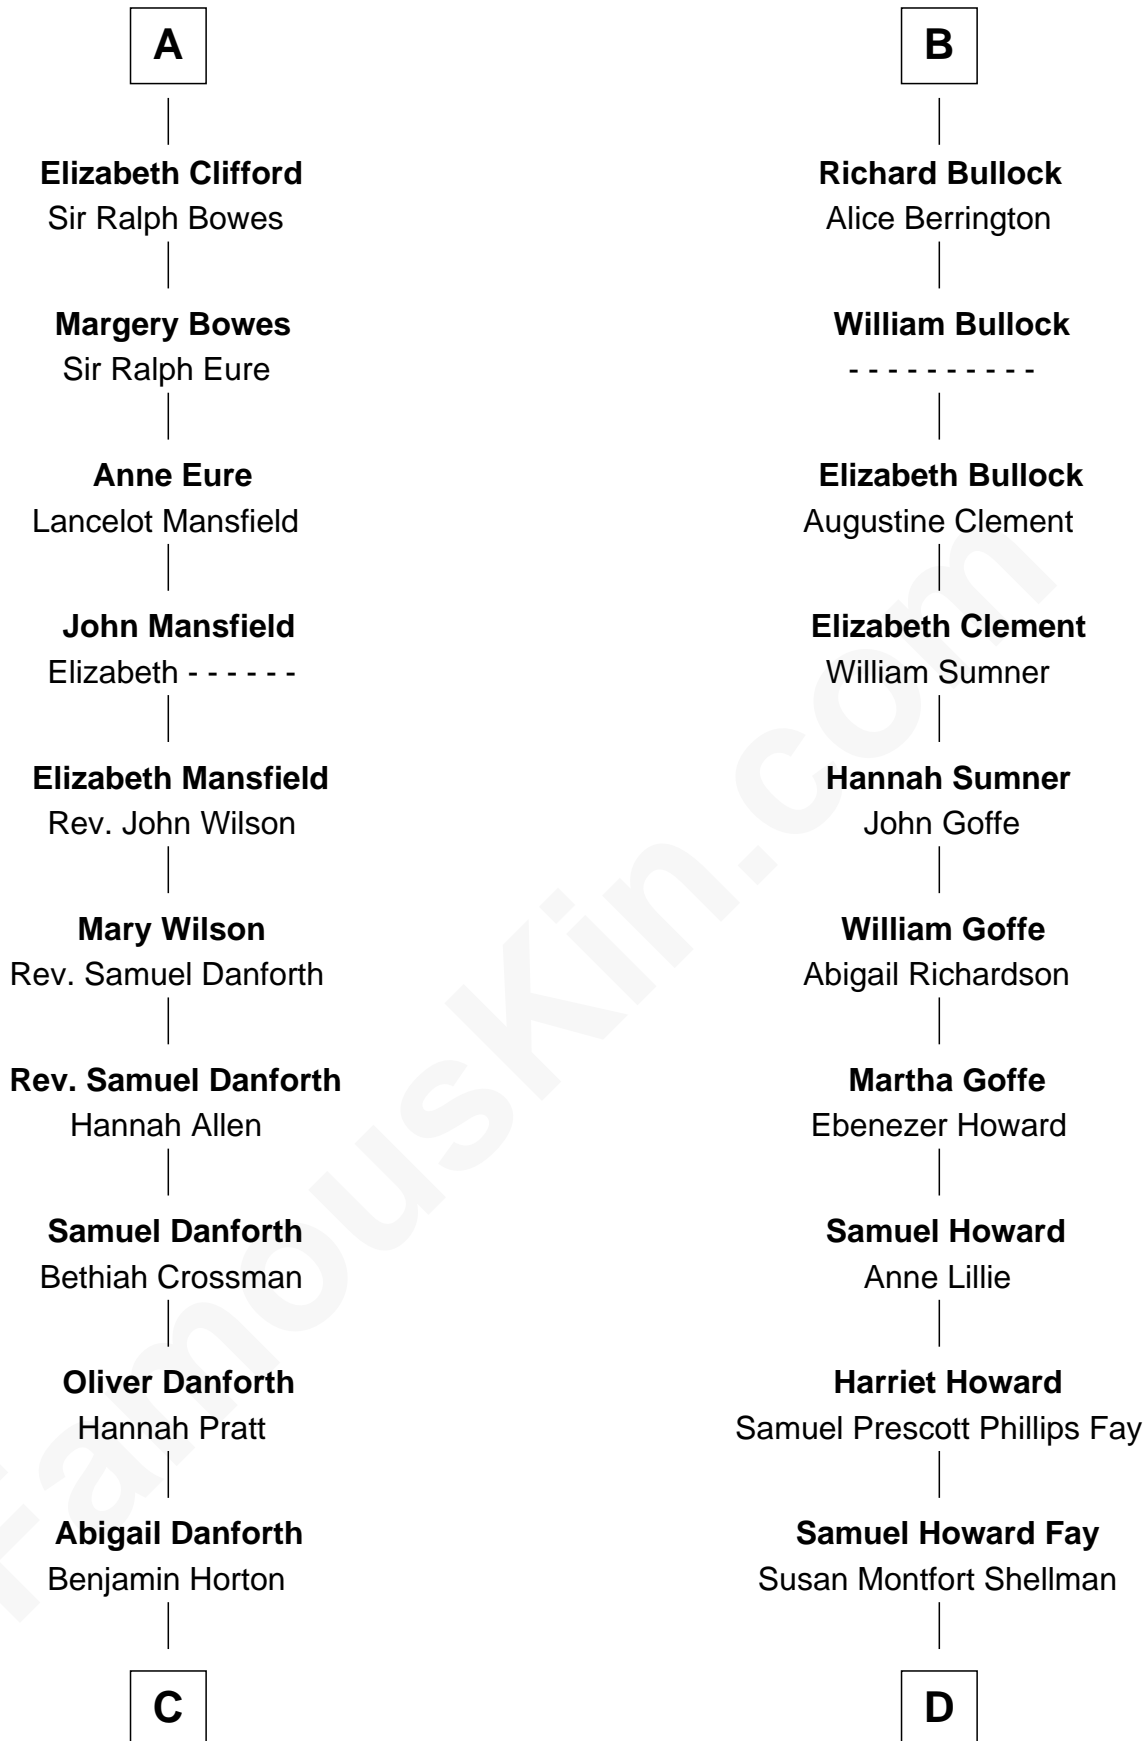 A
Elizabeth Clifford
Sir Ralph Bowes
Margery Bowes
Sir Ralph Eure
Anne Eure
Lancelot Mansfield
John Mansfield
Elizabeth - - - - - -
Elizabeth Mansfield
Rev. John Wilson
Mary Wilson
Rev. Samuel Danforth
Rev. Samuel Danforth
Hannah Allen
Samuel Danforth
Bethiah Crossman
Oliver Danforth
Hannah Pratt
Abigail Danforth
Benjamin Horton
C
B
Richard Bullock
Alice Berrington
William Bullock
- - - - - - - - - -
Elizabeth Bullock
Augustine Clement
Elizabeth Clement
William Sumner
Hannah Sumner
John Goffe
William Goffe
Abigail Richardson
Martha Goffe
Ebenezer Howard
Samuel Howard
Anne Lillie
Harriet Howard
Samuel Prescott Phillips Fay
Samuel Howard Fay
Susan Montfort Shellman
D
FamousKin.com